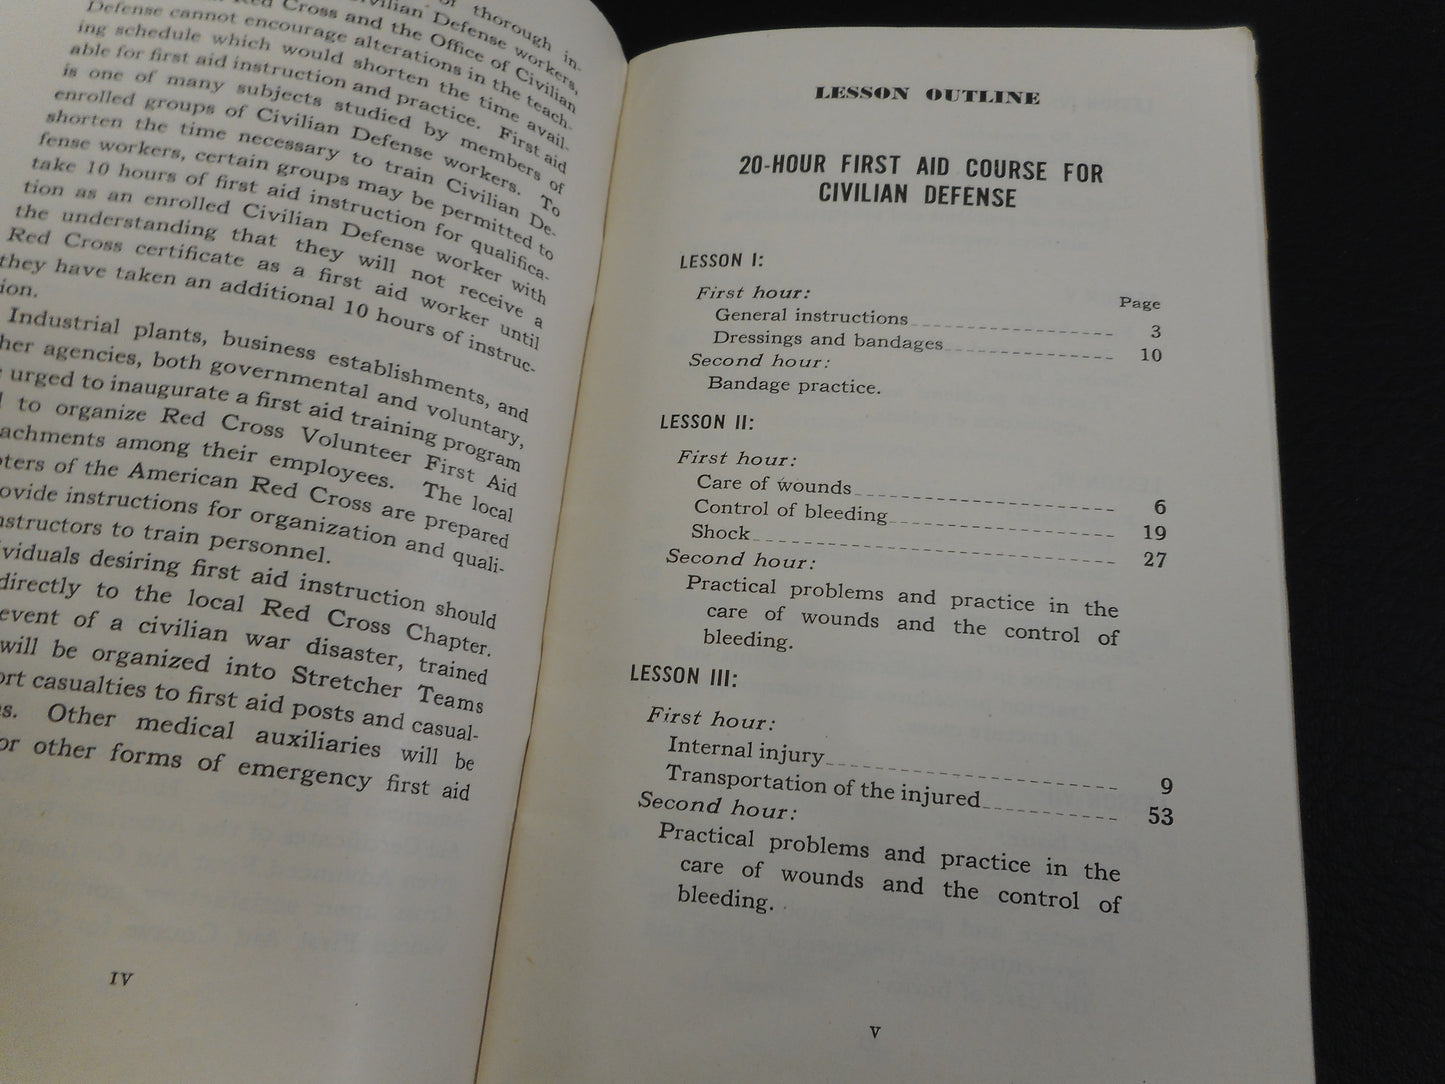 of thorough in-
Civilian Defense workers,
Red Cross and the Office of Civilian
Defense cannot encourage alterations in the teach-
ing schedule which would shorten the time avail-
able for first aid instruction and practice. First aid
is one of many subjects studied by members of
enrolled groups of Civilian Defense workers. To
shorten the time necessary to train Civilian De-
fense workers, certain groups may be permitted to
take 10 hours of first aid instruction for qualifica-
tion as an enrolled Civilian Defense worker with
the understanding that they will not receive a
Red Cross certificate as a first aid worker until
they have taken an additional 10 hours of instruc-
ion.
Industrial plants, business establishments, and
her agencies, both governmental and voluntary,
urged to inaugurate a first aid training program
to organize Red Cross Volunteer First Aid
achments among their employees. The local
pters of the American Red Cross are prepared
ovide instructions for organization and quali-
nstructors to train personnel.
ividuals desiring first aid instruction should
directly to the local Red Cross Chapter.
event of a civilian war disaster, trained
will be organized into Stretcher Teams
ort casualties to first aid posts and casual-
s. Other medical auxiliaries will be
or other forms of emergency first aid
IV
LESSON OUTLINE
20-HOUR FIRST AID COURSE FOR
CIVILIAN DEFENSE
LESSON I:
First hour: Page
General instructions 3
Dressings and bandages 10
Second hour:
Bandage practice.
LESSON II:
First hour:
Care of wounds 6
Control of bleeding 19
Shock 27
Second hour:
Practical problems and practice in the
care of wounds and the control of
bleeding.
LESSON III:
First hour:
Internal injury 9
Transportation of the injured 53
Second hour:
Practical problems and practice in the
care of wounds and the control of
bleeding.
V